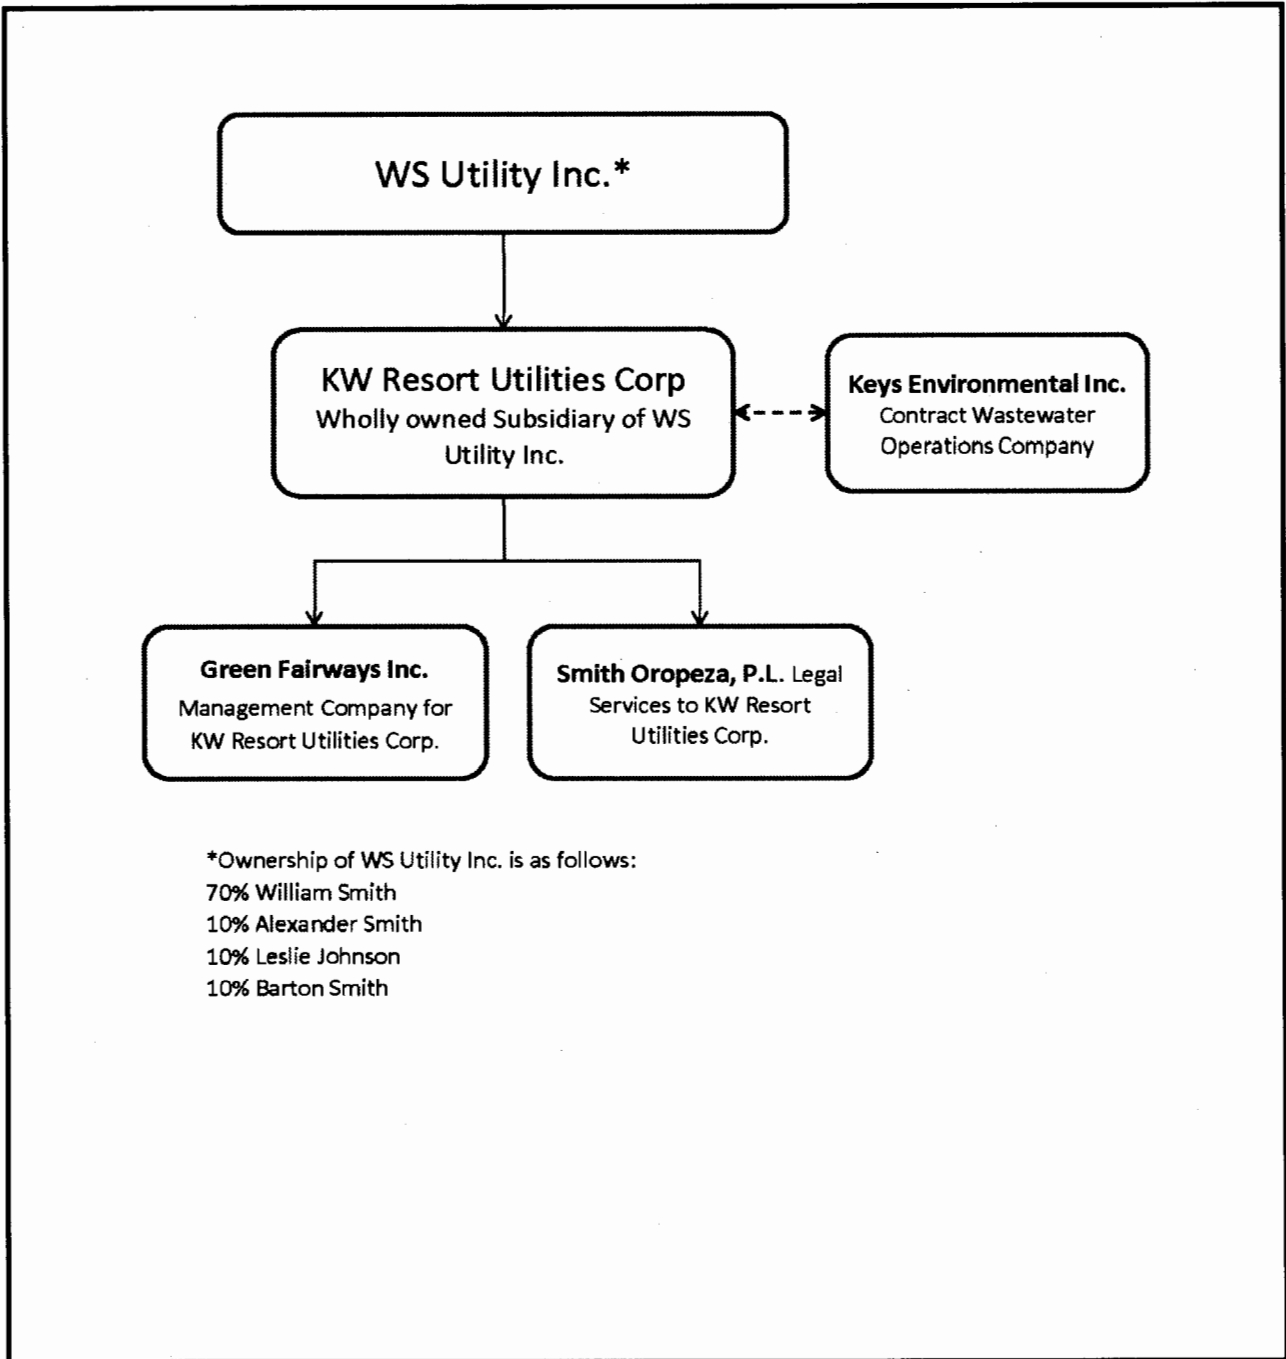 WS Utility Inc.*
KW Resort Utilities Corp
Wholly owned Subsidiary of WS
Utility Inc.
Keys Environmental Inc.
Contract Wastewater
Operations Company
Green Fairways Inc.
Management Company for
KW Resort Utilities Corp.
Smith Oropeza, P.L. Legal
Services to KW Resort
Utilities Corp.
*Ownership of WS Utility Inc. is as follows:
70% William Smith
10% Alexander Smith
10% Leslie Johnson
10% Barton Smith